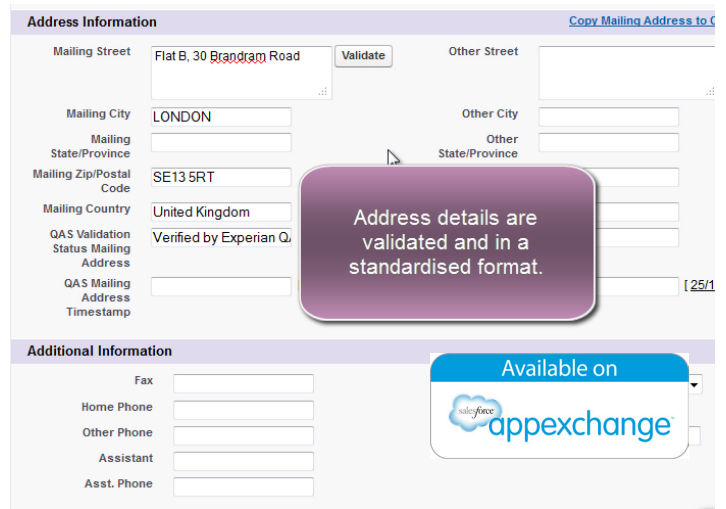 Address Information
Copy Mailing Address to
Mailing Street
Flat B, 30 Brandram Road
Validate
Other Street
Mailing City
LONDON
Other City
Mailing
State/Province
Other
State/Province
Mailing Zip/Postal
Code
SE13 5RT
Mailing Country
United Kingdom
QAS Validation
Status Mailing
Address
Verified by Experian
QAS Mailing
Address
Timestamp
[ 25/1
Address details are
validated and in a
standardised format.
Additional Information
Fax
Home Phone
Other Phone
Assistant
Asst. Phone
Available on
salesforce
appexchange